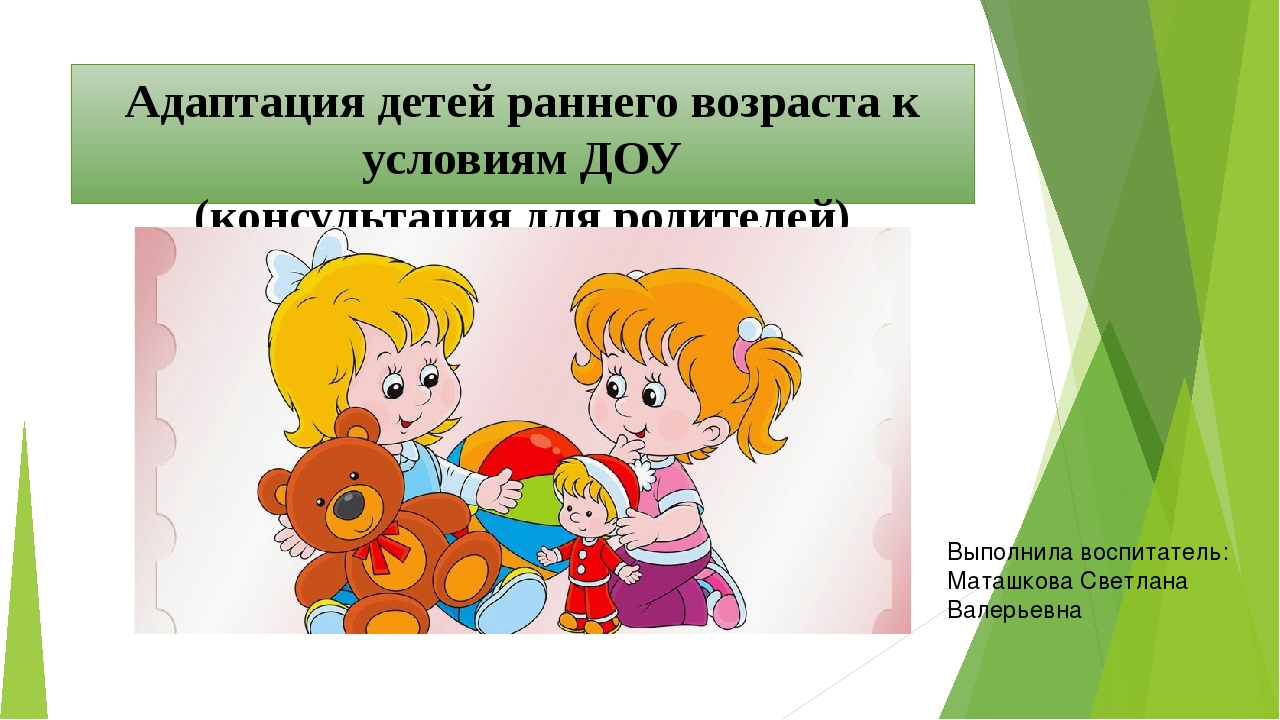 Адаптация детей раннего возраста к
условиям ДОУ
(консультация для родителей)
Выполнила воспитатель:
Маташкова Светлана
Валерьевна